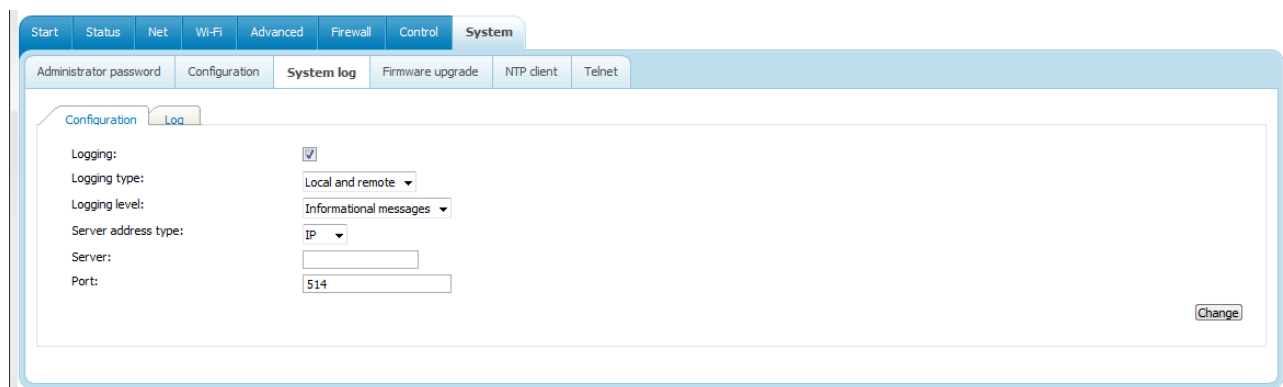 Start Status Net Wi-Fi Advanced Firewall Control System
Administrator password Configuration System log Firmware upgrade NTP client Telnet
Configuration Log
Logging:
Logging type: Local and remote
Logging level: Informational messages
Server address type: IP
Server:
Port: 514
Change